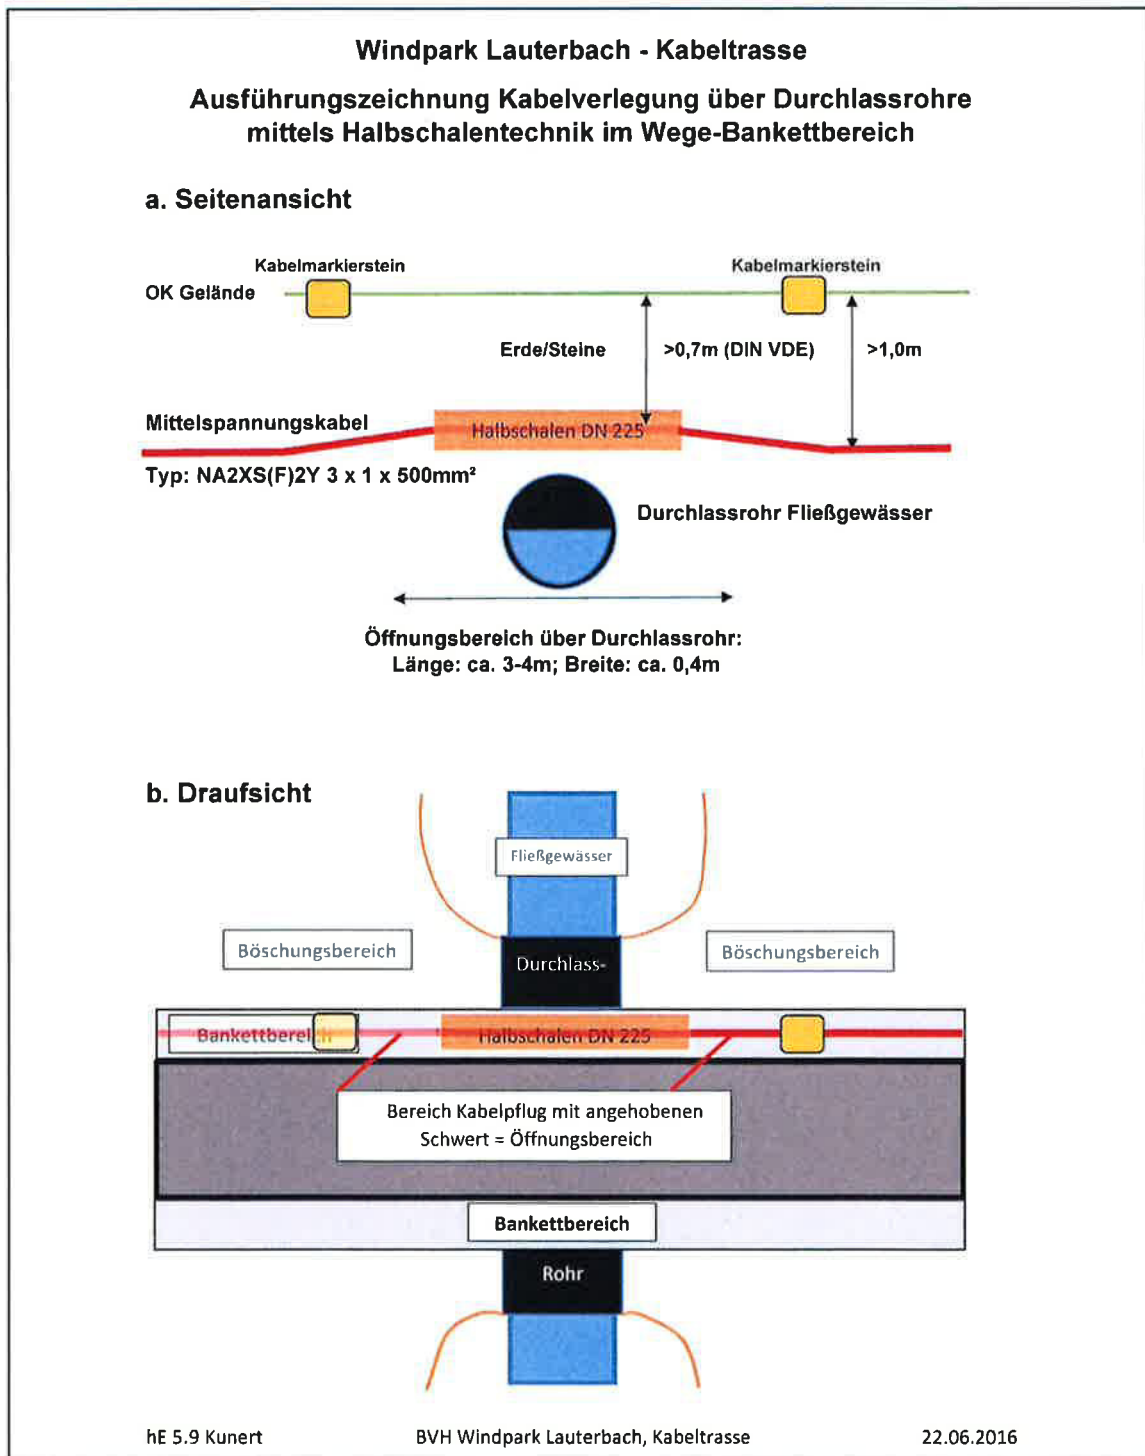 Windpark Lauterbach - Kabeltrasse
Ausführungszeichnung Kabelverlegung über Durchlassrohre
mittels Halbschalentechnik im Wege-Bankettbereich
a. Seitenansicht
Kabelmarkierstein
Kabelmarkierstein
OK Gelände
Erde/Steine
>0,7m (DIN VDE)
>1,0m
Mittelspannungskabel
Halbschalen DN 225
Typ: NA2XS(F)2Y 3 x 1 x 500mm²
Durchlassrohr Fließgewässer
Öffnungsbereich über Durchlassrohr:
Länge: ca. 3-4m; Breite: ca. 0,4m
b. Draufsicht
Fließgewässer
Böschungsbereich
Durchlass-
Böschungsbereich
Bankettbereich
Halbschalen DN 225
Bereich Kabelpflug mit angehobenen
Schwert = Öffnungsbereich
Bankettbereich
Rohr
hE 5.9 Kunert
BVH Windpark Lauterbach, Kabeltrasse
22.06.2016